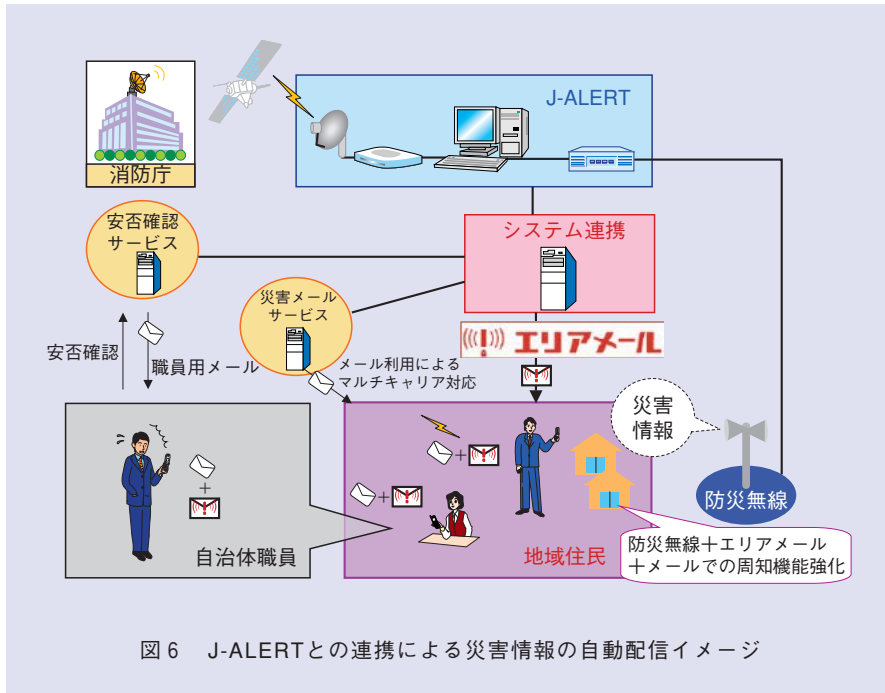 J-ALERT
消防庁
安否確認
サービス
システム連携
災害メール
サービス
(((!))) エリアメール
安否確認
職員用メール
メール利用による
マルチキャリア対応
災害
情報
+
+
+
防災無線
自治体職員
地域住民
防災無線＋エリアメール
＋メールでの周知機能強化
図6 J-ALERTとの連携による災害情報の自動配信イメージ